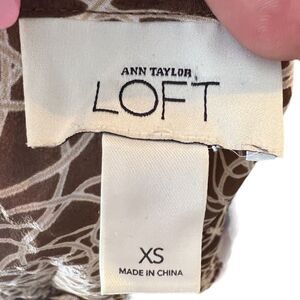 ANN TAYLOR
LOFT
XS
MADE IN CHINA